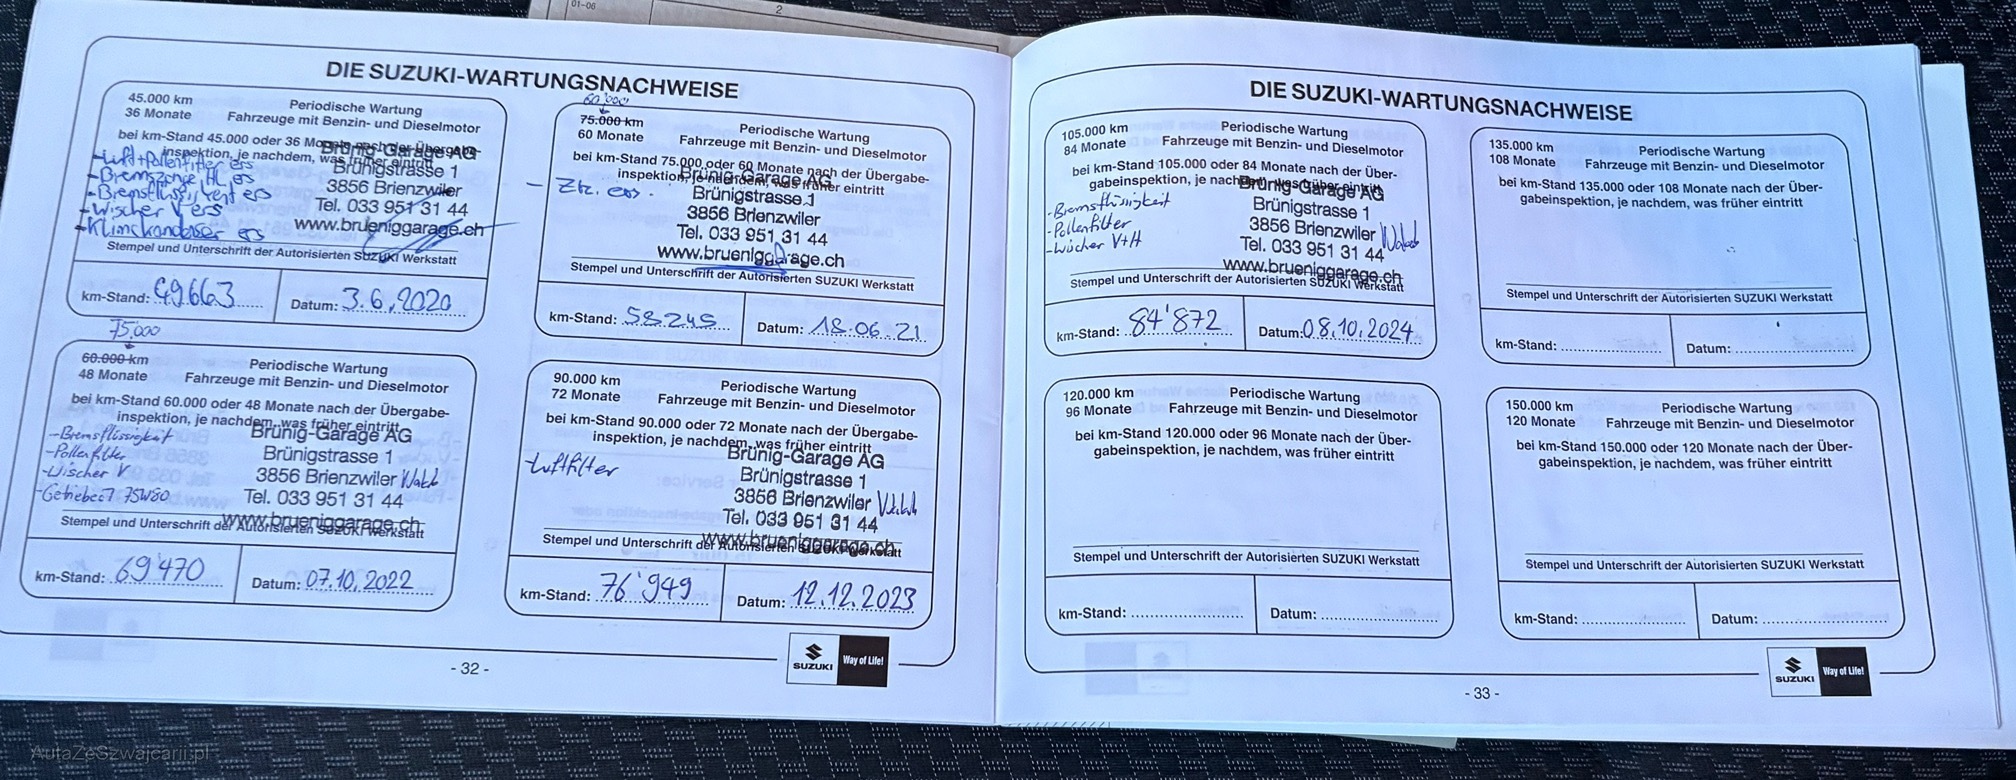 01-06
2
DIE SUZUKI-WARTUNGSNACHWEISE
45.000 km
36 Monate
Periodische Wartung
Fahrzeuge mit Benzin- und Dieselmotor
bei km-Stand 45.000 oder 36 Monate nach der Übergabe-
inspektion, je nachdem, was früher eintritt
- Luft+Pollenfilter ers
- Bremszange HL ers
- Bremsflüssigkeit ers
- Wischer V ers
- Klimakondenser ers
Brünig-Garage AG
Brünigstrasse 1
3856 Brienzwiler
Tel. 033 951 31 44
www.brueniggarage.ch
Stempel und Unterschrift der Autorisierten SUZUKI Werkstatt
km-Stand: 49663
Datum: 3.6.2020
75.000
60.000 km
48 Monate
Periodische Wartung
Fahrzeuge mit Benzin- und Dieselmotor
bei km-Stand 60.000 oder 48 Monate nach der Übergabe-
inspektion, je nachdem, was früher eintritt
- Bremsflüssigkeit
- Pollenfilter
- Wischer V
- Getriebeöl 75W80
Brünig-Garage AG
Brünigstrasse 1
3856 Brienzwiler
Tel. 033 951 31 44
www.brueniggarage.ch
Stempel und Unterschrift der Autorisierten SUZUKI Werkstatt
km-Stand: 69'470
Datum: 07.10.2022
60'000
75.000 km
60 Monate
Periodische Wartung
Fahrzeuge mit Benzin- und Dieselmotor
bei km-Stand 75.000 oder 60 Monate nach der Übergabe-
inspektion, je nachdem, was früher eintritt
- Zk. ers.
Brünig-Garage AG
Brünigstrasse 1
3856 Brienzwiler
Tel. 033 951 31 44
www.brueniggarage.ch
Stempel und Unterschrift der Autorisierten SUZUKI Werkstatt
km-Stand: 58245
Datum: 18.06.21
90.000 km
72 Monate
Periodische Wartung
Fahrzeuge mit Benzin- und Dieselmotor
bei km-Stand 90.000 oder 72 Monate nach der Übergabe-
inspektion, je nachdem, was früher eintritt
- Luftfilter
Brünig-Garage AG
Brünigstrasse 1
3856 Brienzwiler
Tel. 033 951 31 44
www.brueniggarage.ch
Stempel und Unterschrift der Autorisierten SUZUKI Werkstatt
km-Stand: 76'949
Datum: 12.12.2023
- 32 -
SUZUKI
Way of Life!
DIE SUZUKI-WARTUNGSNACHWEISE
105.000 km
84 Monate
Periodische Wartung
Fahrzeuge mit Benzin- und Dieselmotor
bei km-Stand 105.000 oder 84 Monate nach der Über-
gabeinspektion, je nachdem, was früher eintritt
- Bremsflüssigkeit
- Pollenfilter
- Wischer V+H
Brünig-Garage AG
Brünigstrasse 1
3856 Brienzwiler
Tel. 033 951 31 44
www.brueniggarage.ch
Stempel und Unterschrift der Autorisierten SUZUKI Werkstatt
km-Stand: 84'872
Datum: 08.10.2024
120.000 km
96 Monate
Periodische Wartung
Fahrzeuge mit Benzin- und Dieselmotor
bei km-Stand 120.000 oder 96 Monate nach der Über-
gabeinspektion, je nachdem, was früher eintritt
Stempel und Unterschrift der Autorisierten SUZUKI Werkstatt
km-Stand:
Datum:
135.000 km
108 Monate
Periodische Wartung
Fahrzeuge mit Benzin- und Dieselmotor
bei km-Stand 135.000 oder 108 Monate nach der Über-
gabeinspektion, je nachdem, was früher eintritt
Stempel und Unterschrift der Autorisierten SUZUKI Werkstatt
km-Stand:
Datum:
150.000 km
120 Monate
Periodische Wartung
Fahrzeuge mit Benzin- und Dieselmotor
bei km-Stand 150.000 oder 120 Monate nach der Über-
gabeinspektion, je nachdem, was früher eintritt
Stempel und Unterschrift der Autorisierten SUZUKI Werkstatt
km-Stand:
Datum:
- 33 -
SUZUKI
Way of Life!
AutaZeSzwajcarii.pl